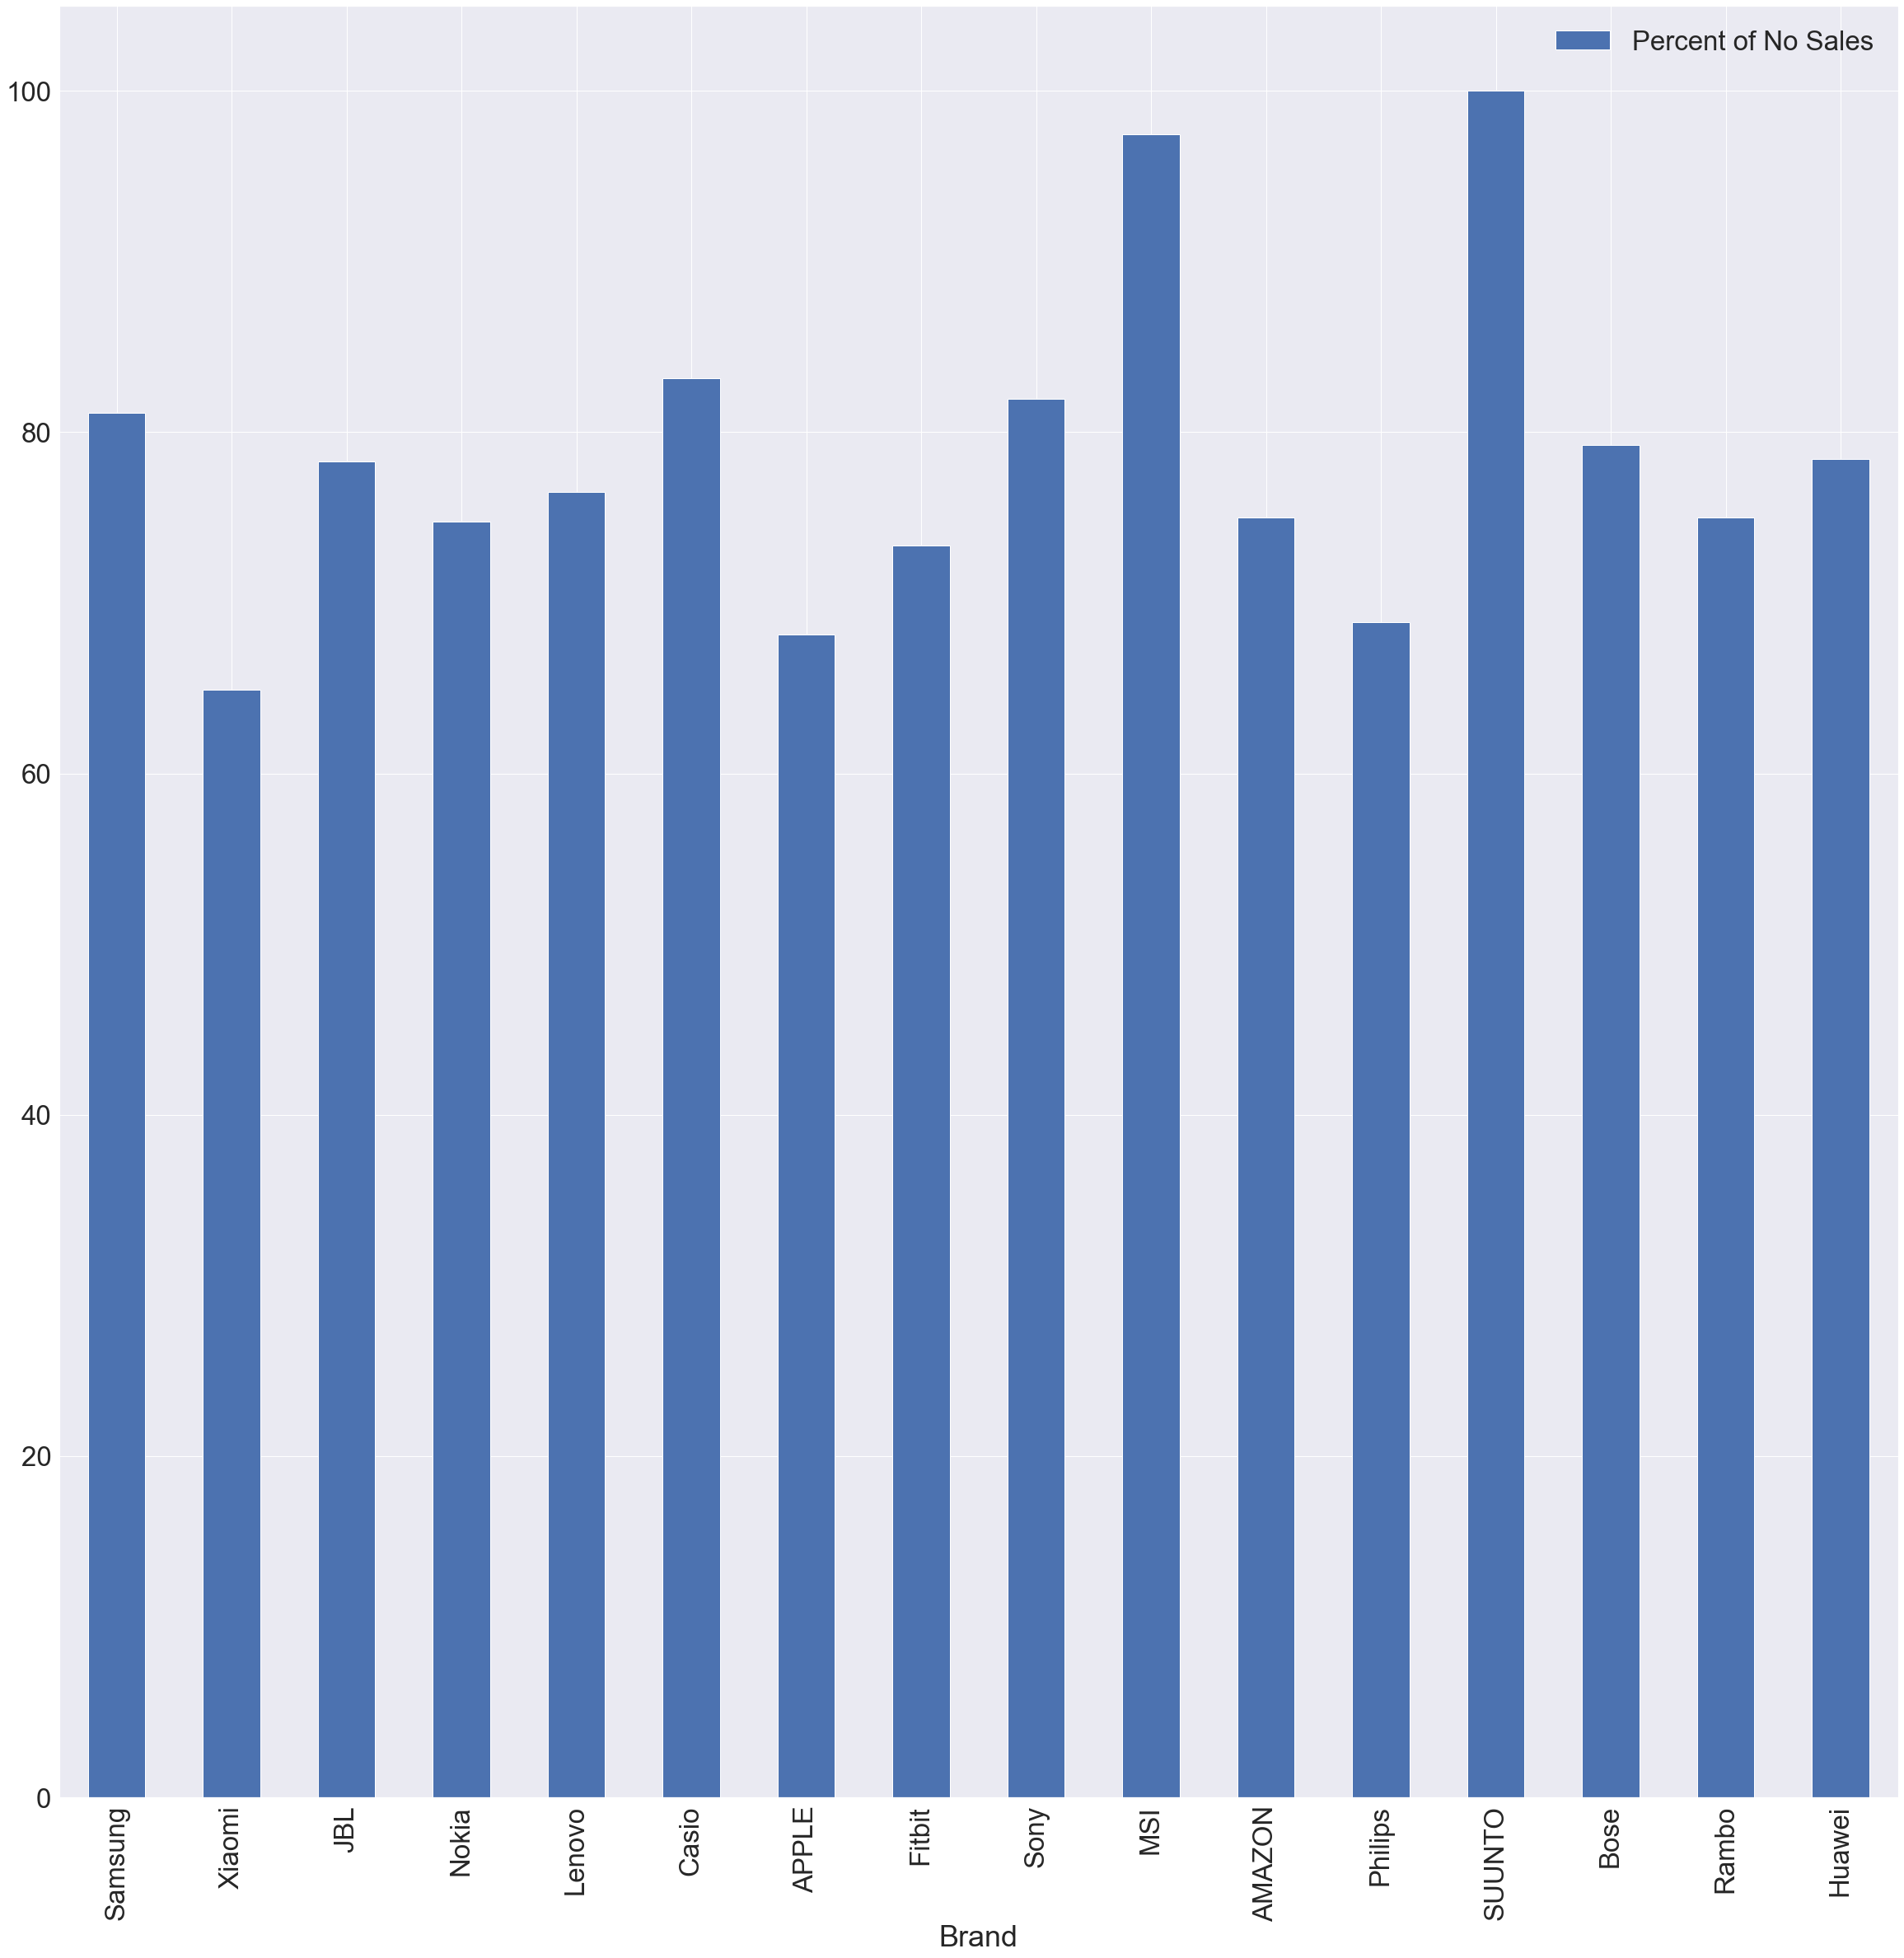 Percent of No Sales
100
80
60
40
20
0
Samsung
Xiaomi
JBL
Nokia
Lenovo
Casio
APPLE
Fitbit
Sony
MSI
AMAZON
Philips
SUUNTO
Bose
Rambo
Huawei
Brand